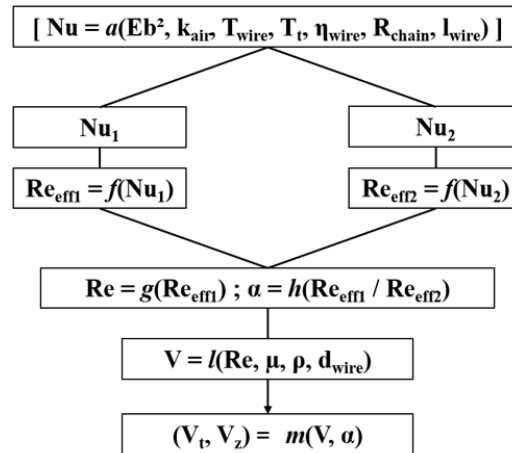 [ Nu = a(Eb², k_air, T_wire, T_t, η_wire, R_chain, l_wire) ]
Nu₁ Nu₂
Re_eff1 = f(Nu₁) Re_eff2 = f(Nu₂)
Re = g(Re_eff1) ; α = h(Re_eff1 / Re_eff2)
V = l(Re, μ, ρ, d_wire)
(V_t, V_z) = m(V, α)